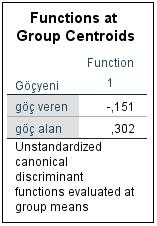 Functions at
Group Centroids
Function
Göçyeni 1
göç veren -,151
göç alan ,302
Unstandardized
canonical
discriminant
functions evaluated at
group means